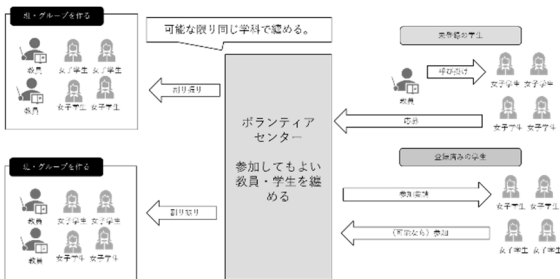 班・グループを作る
教員
女子学生 女子学生
教員
女子学生 女子学生
割り振り
班・グループを作る
教員
女子学生 女子学生
教員
女子学生 女子学生
割り振り
可能な限り同じ学科で纏める。
ボランティア
センター
参加してもよい
教員・学生を纏
める
未登録の学生
教員
呼び掛け
女子学生 女子学生
応募
女子学生 女子学生
登録済みの学生
参加要請
女子学生 女子学生
(可能なら)参加
女子学生 女子学生